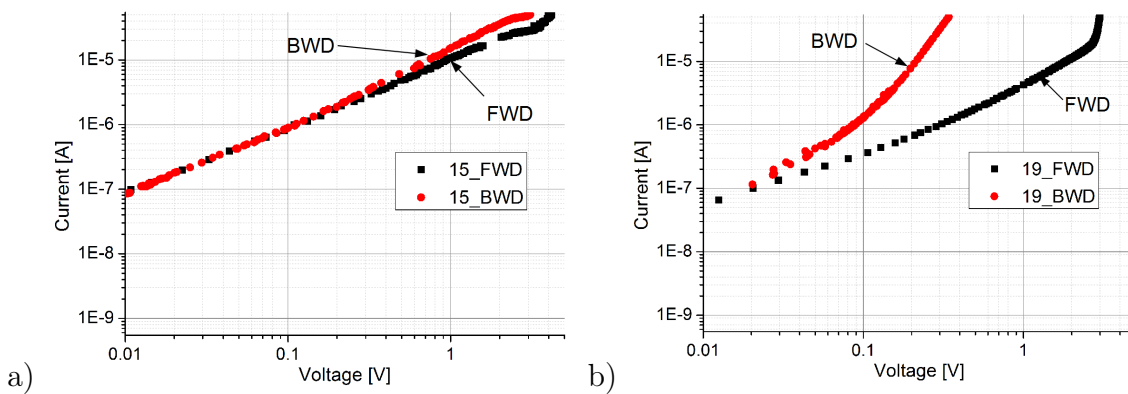 a)
Current [A]
1E-5
1E-6
1E-7
1E-8
1E-9
0.01
0.1
1
Voltage [V]
BWD
FWD
15_FWD
15_BWD
b)
Current [A]
1E-5
1E-6
1E-7
1E-8
1E-9
0.01
0.1
1
Voltage [V]
BWD
FWD
19_FWD
19_BWD